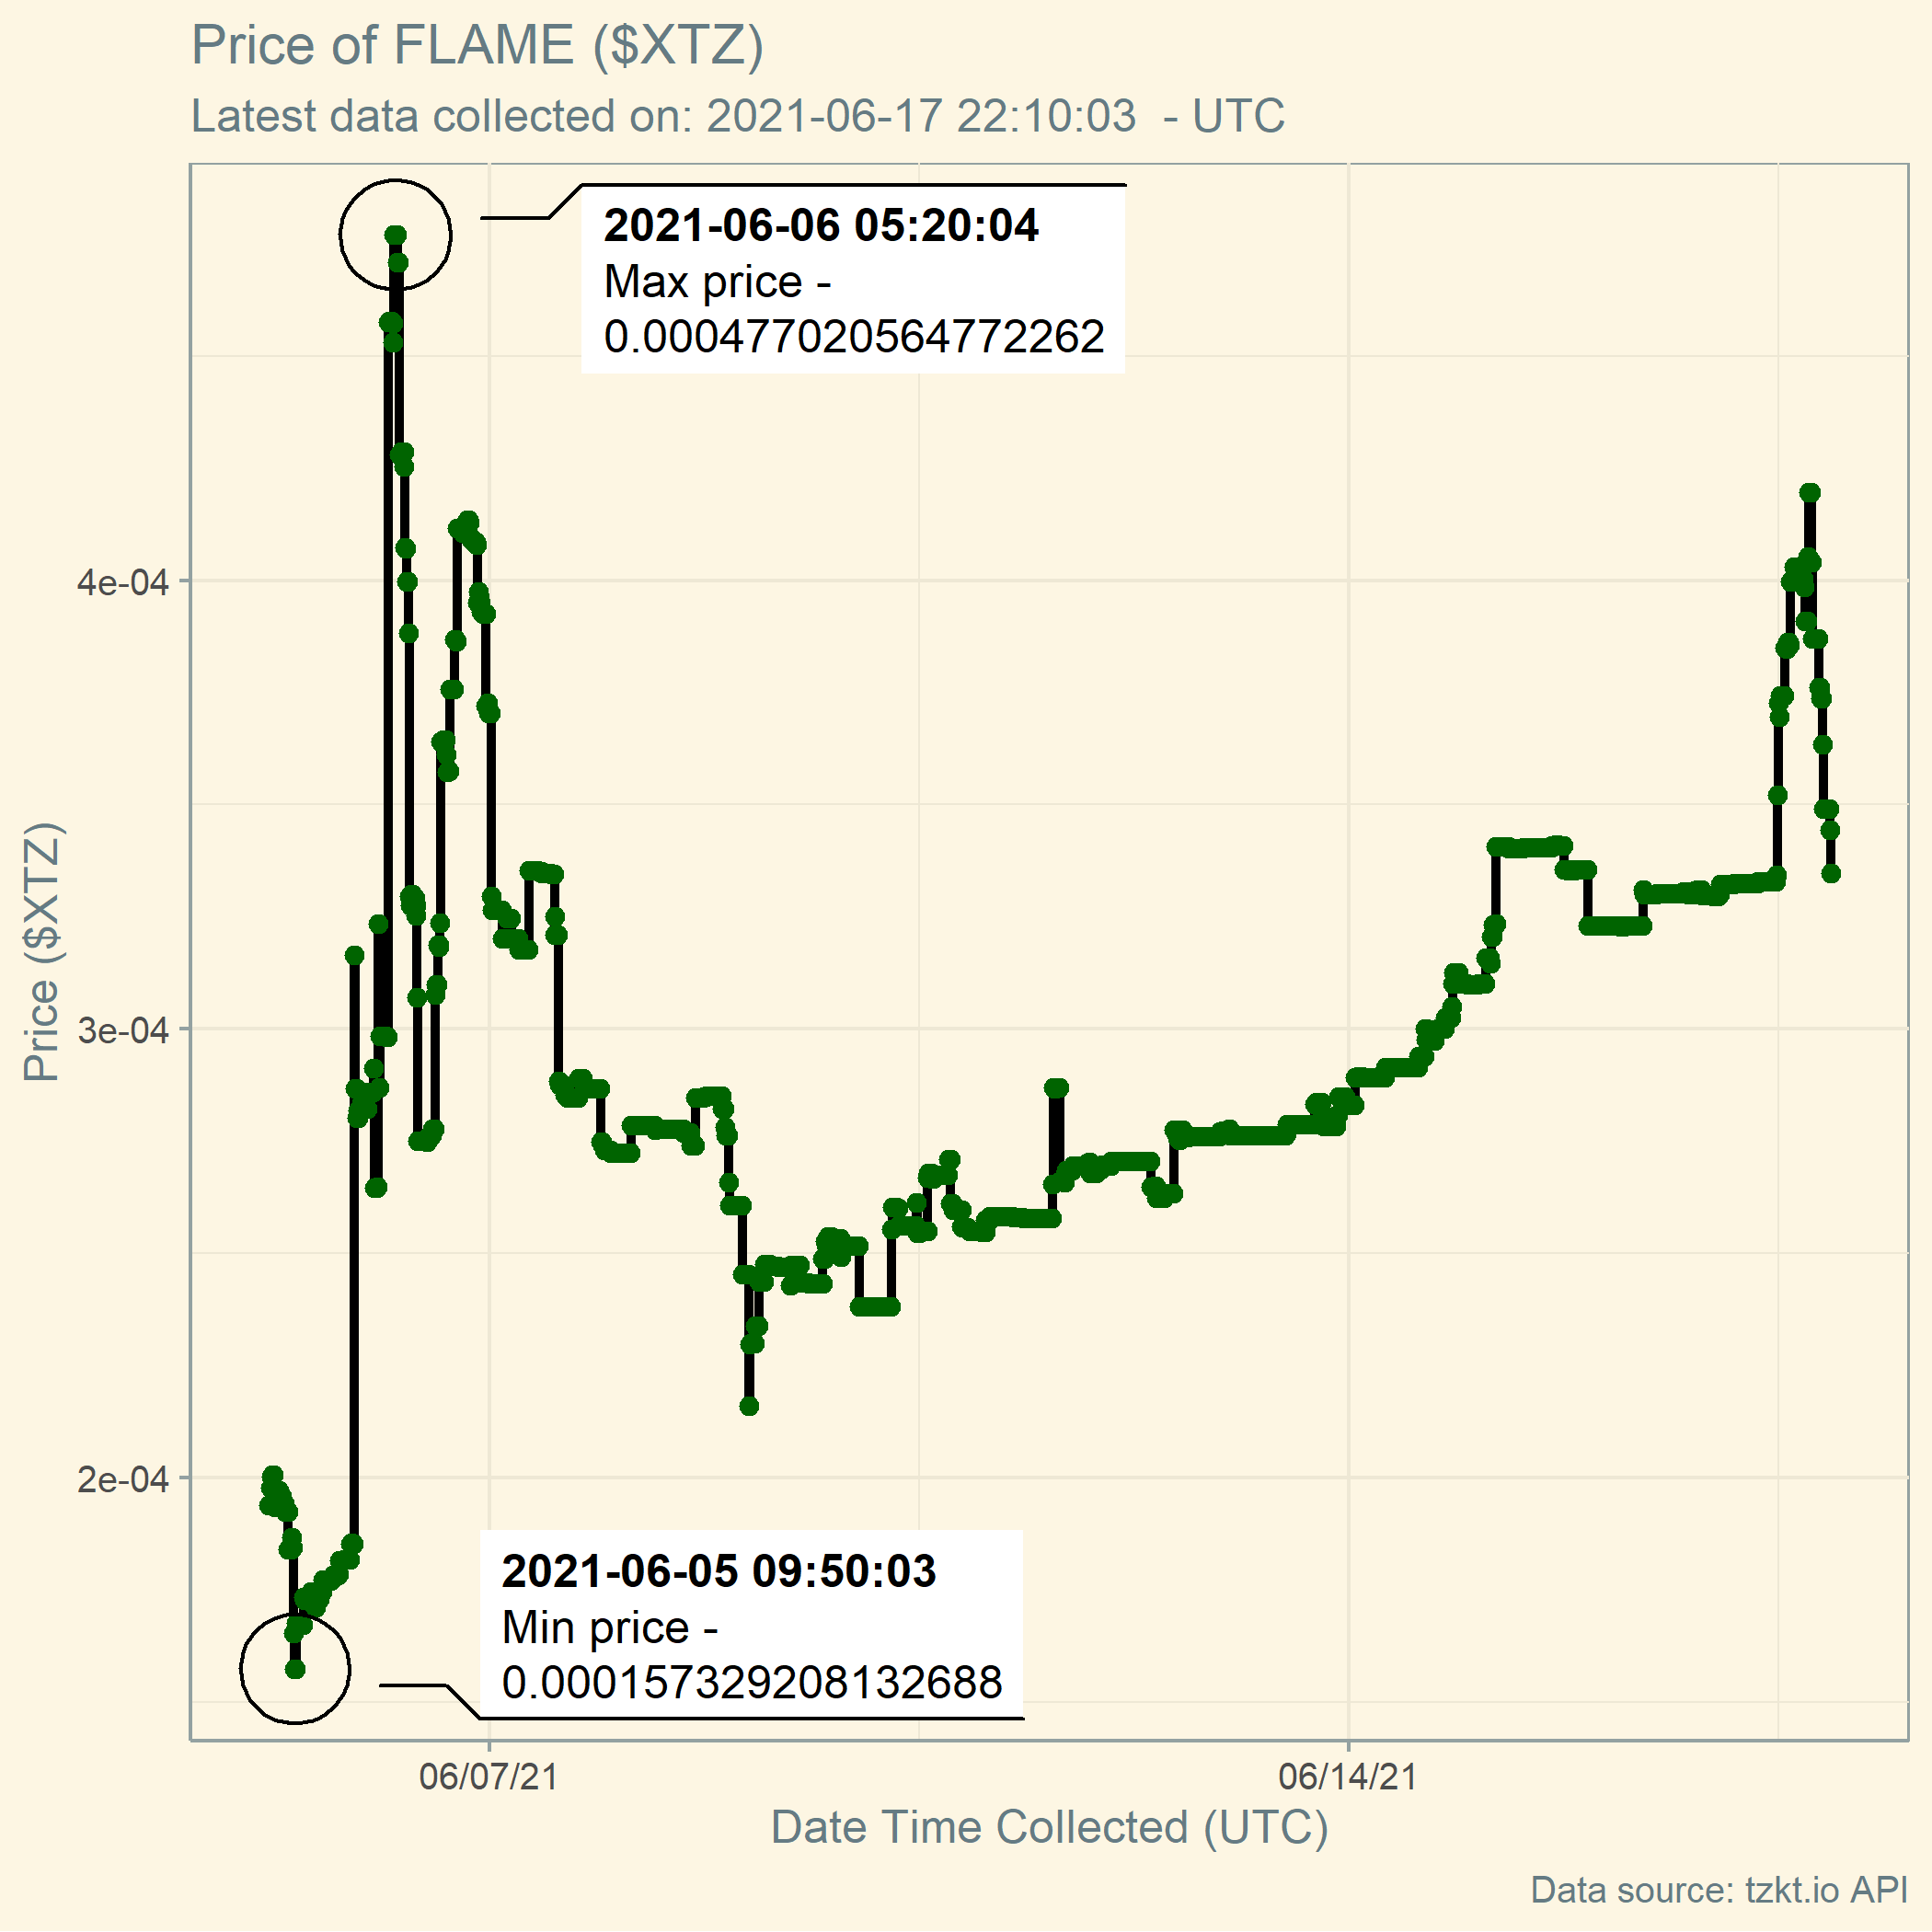 Price of FLAME ($XTZ)
Latest data collected on: 2021-06-17 22:10:03  - UTC
2021-06-06 05:20:04
Max price -
0.000477020564772262
4e-04
3e-04
2e-04
Price ($XTZ)
2021-06-05 09:50:03
Min price -
0.000157329208132688
06/07/21
06/14/21
Date Time Collected (UTC)
Data source: tzkt.io API